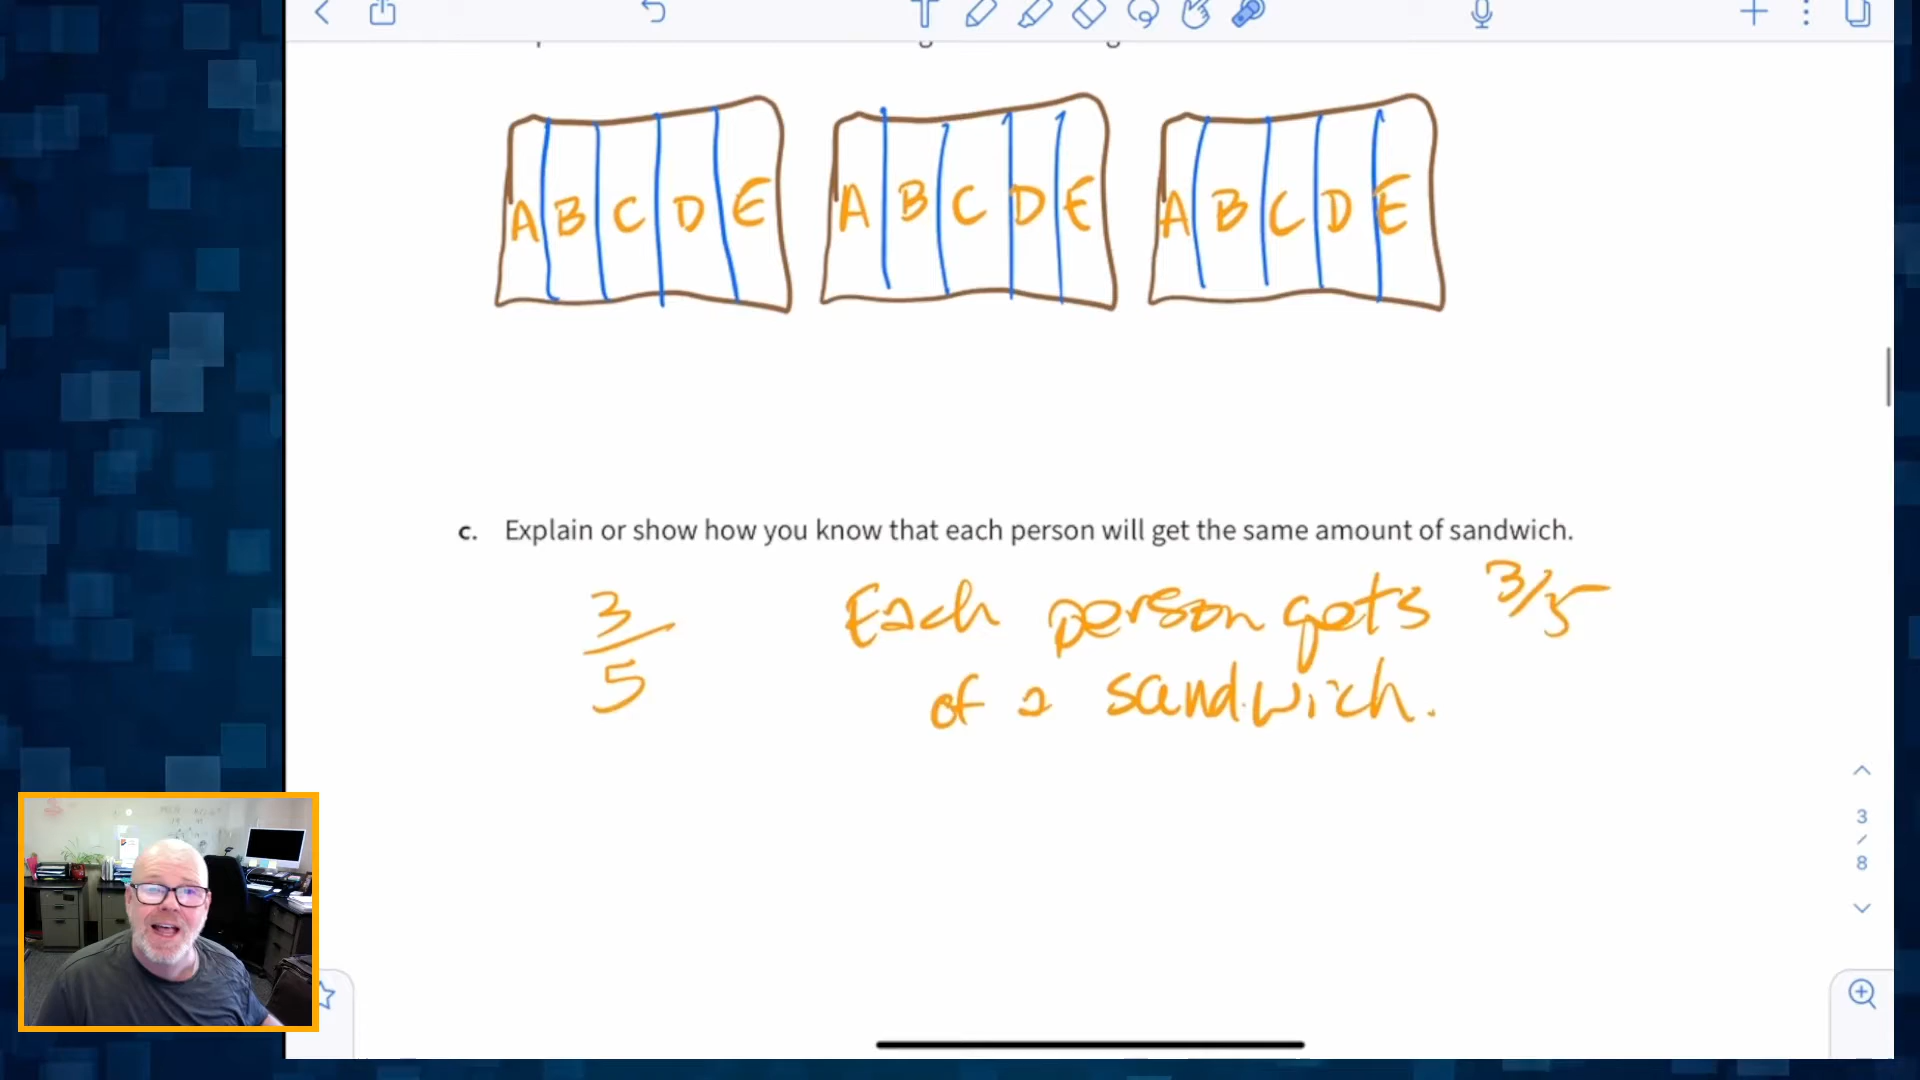 A B C D E A B C D E A B C D E
c. Explain or show how you know that each person will get the same amount of sandwich.
3
5
Each person gets 3/5
of a sandwich.
3
/
8